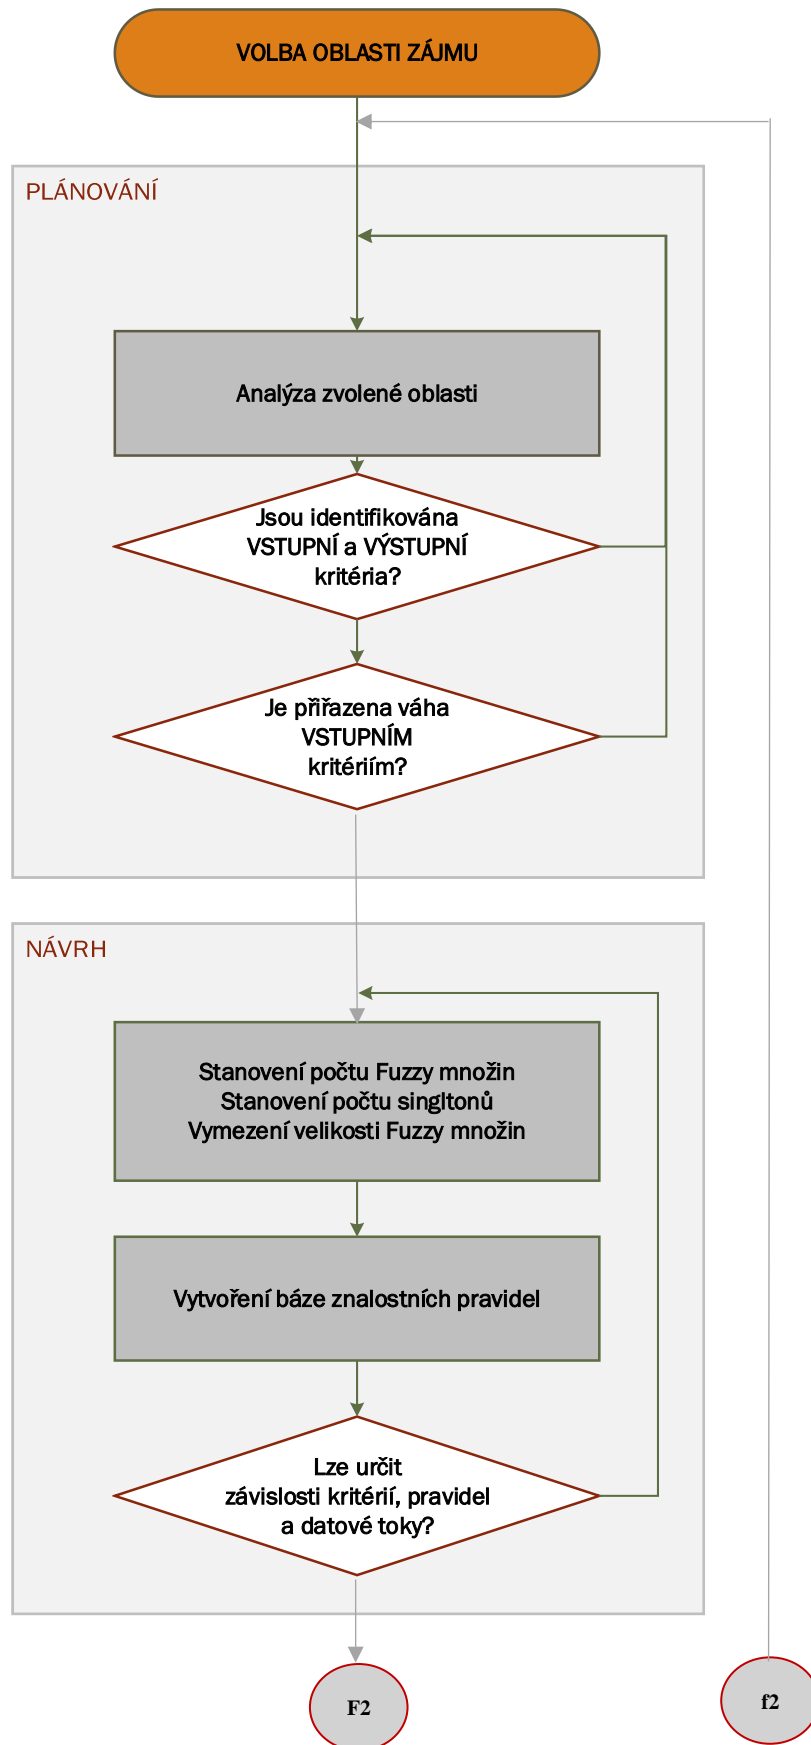 VOLBA OBLASTI ZÁJMU
PLÁNOVÁNÍ
Analýza zvolené oblasti
Jsou identifikována
VSTUPNÍ a VÝSTUPNÍ
kritéria?
Je přiřazena váha
VSTUPNÍM
kritériím?
NÁVRH
Stanovení počtu Fuzzy množin
Stanovení počtu singltonů
Vymezení velikosti Fuzzy množin
Vytvoření báze znalostních pravidel
Lze určit
závislosti kritérií, pravidel
a datové toky?
F2
f2